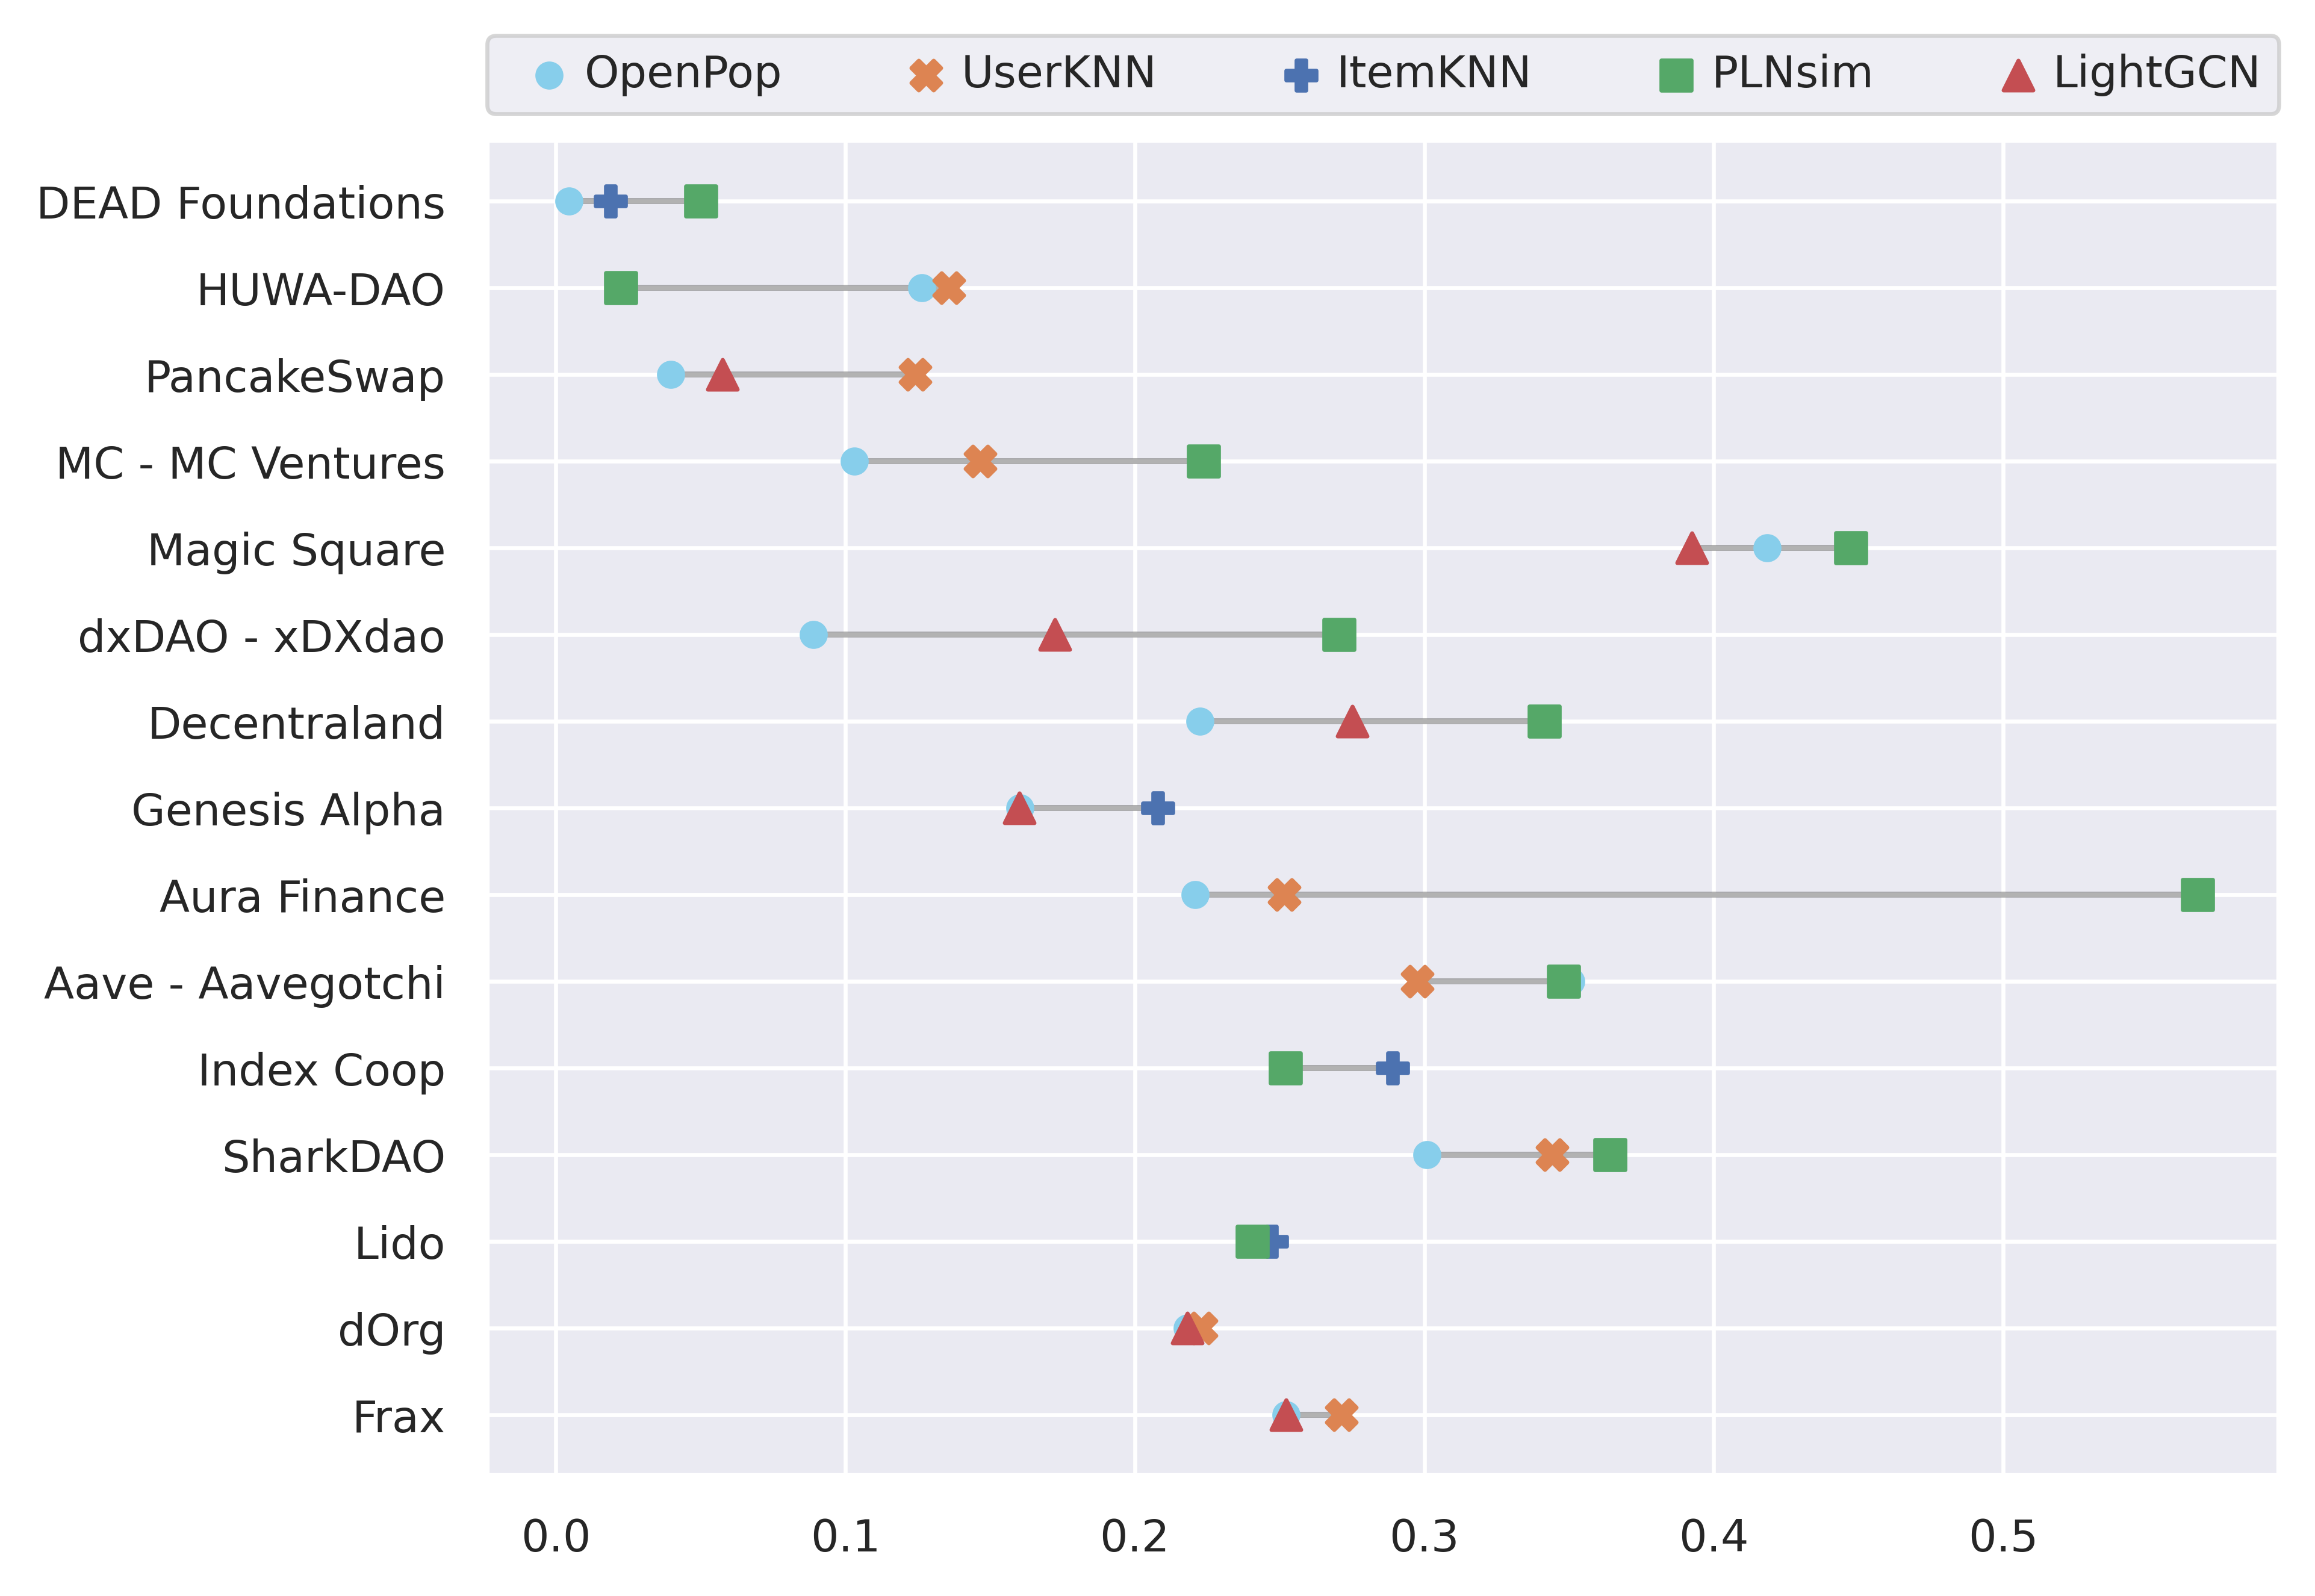 OpenPop UserKNN ItemKNN PLNsim LightGCN
DEAD Foundations
HUWA-DAO
PancakeSwap
MC - MC Ventures
Magic Square
dxDAO - xDXdao
Decentraland
Genesis Alpha
Aura Finance
Aave - Aavegotchi
Index Coop
SharkDAO
Lido
dOrg
Frax
0.0 0.1 0.2 0.3 0.4 0.5